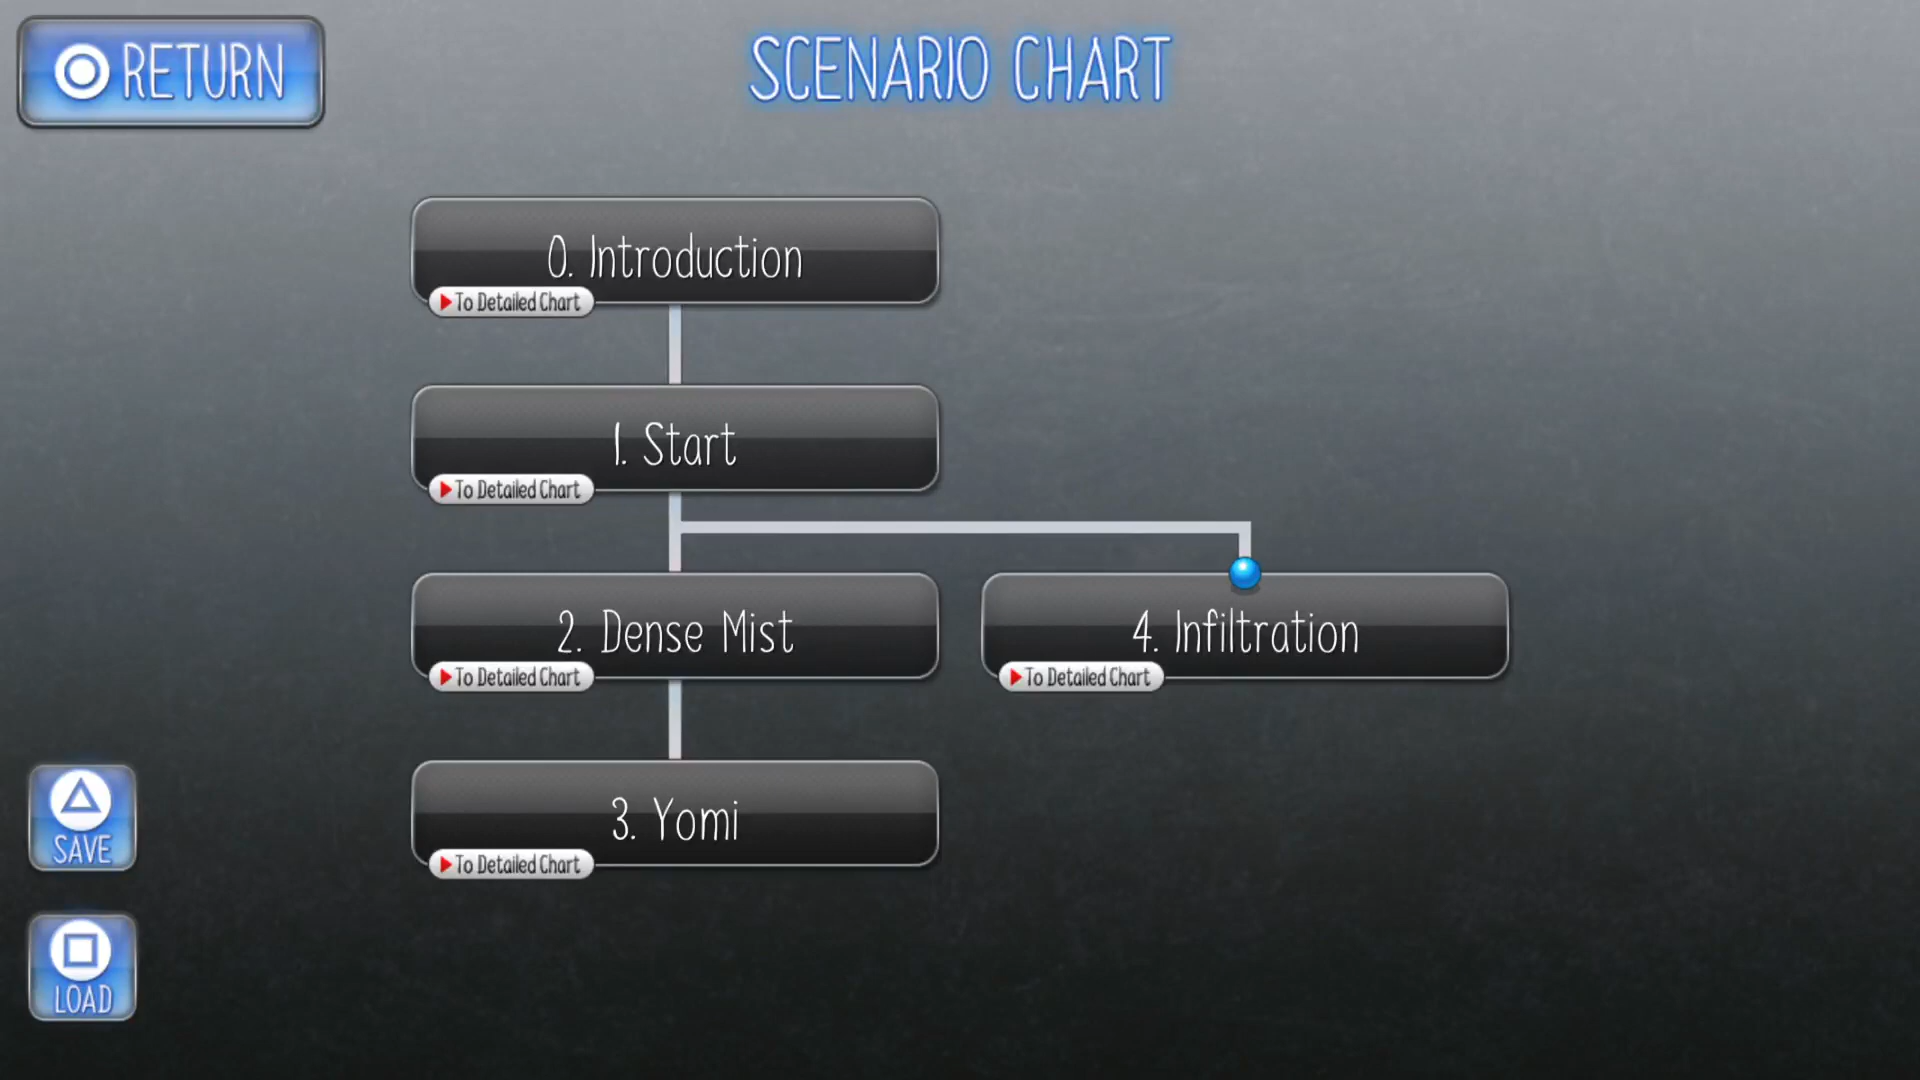 RETURN
SCENARIO CHART
0. Introduction
To Detailed Chart
1. Start
To Detailed Chart
2. Dense Mist
To Detailed Chart
4. Infiltration
To Detailed Chart
3. Yomi
To Detailed Chart
SAVE
LOAD